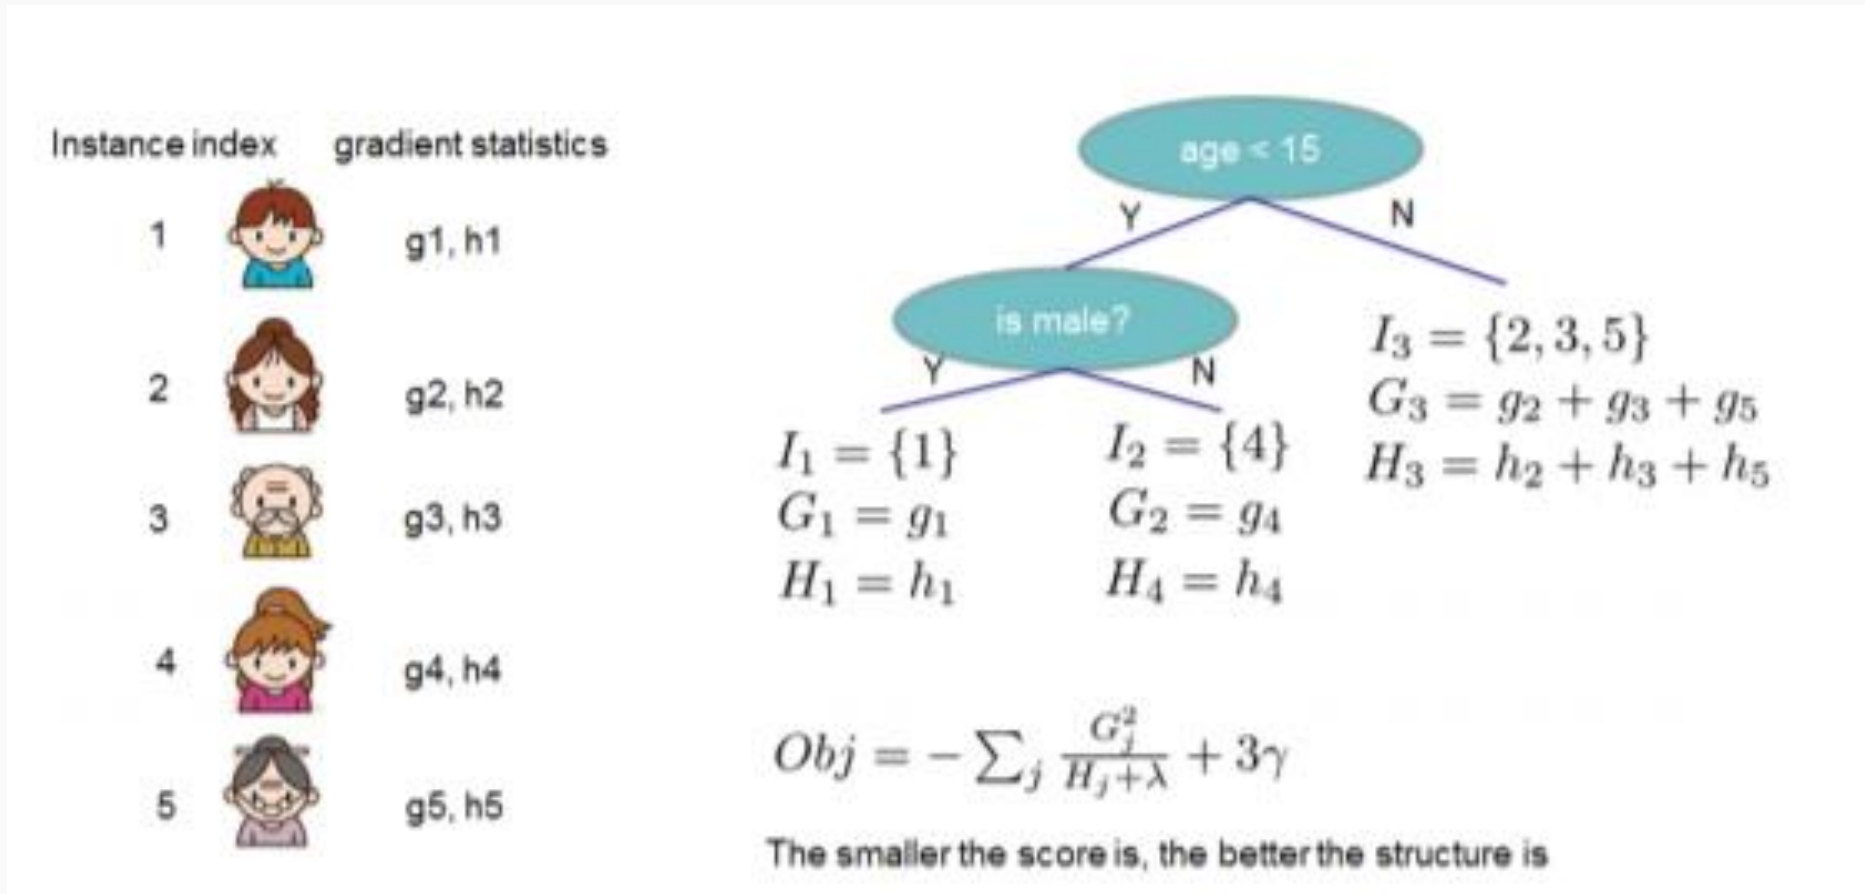 Instance index gradient statistics
1 g1, h1
2 g2, h2
3 g3, h3
4 g4, h4
5 g5, h5
age < 15
Y N
is male?
Y N
I₁ = {1}
G₁ = g₁
H₁ = h₁
I₂ = {4}
G₂ = g₄
H₄ = h₄
I₃ = {2, 3, 5}
G₃ = g₂ + g₃ + g₅
H₃ = h₂ + h₃ + h₅
Obj = − ∑ⱼ Gⱼ²/(Hⱼ+λ) + 3γ
The smaller the score is, the better the structure is